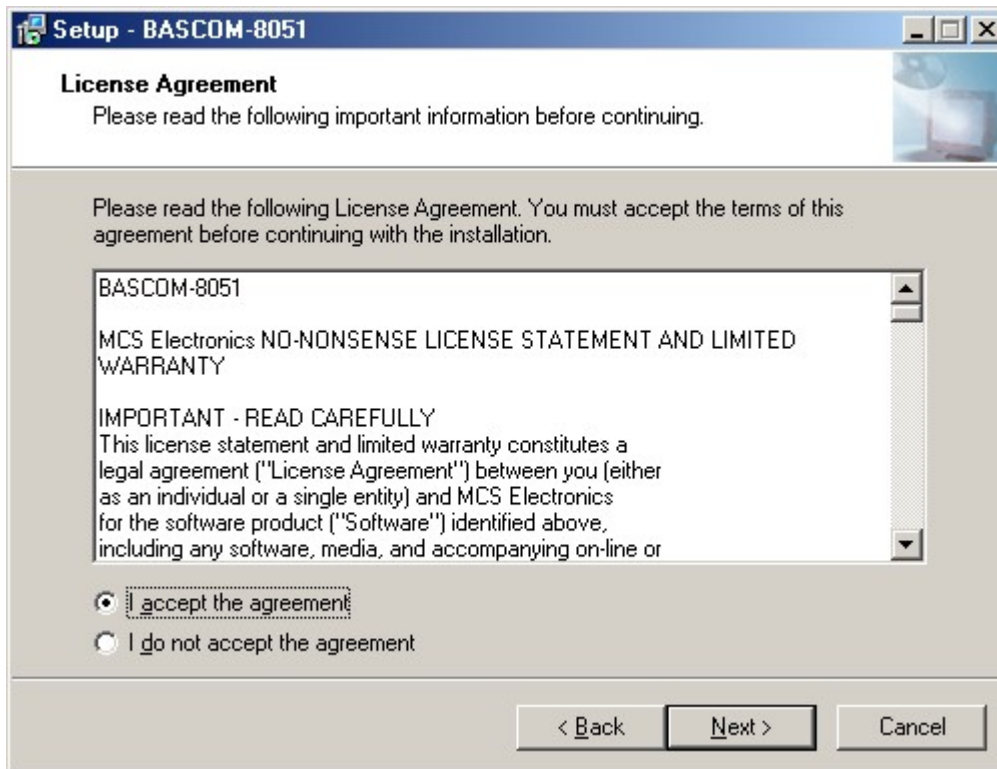 Setup - BASCOM-8051
License Agreement
Please read the following important information before continuing.
Please read the following License Agreement. You must accept the terms of this
agreement before continuing with the installation.
BASCOM-8051
MCS Electronics NO-NONSENSE LICENSE STATEMENT AND LIMITED
WARRANTY
IMPORTANT - READ CAREFULLY
This license statement and limited warranty constitutes a
legal agreement ("License Agreement") between you (either
as an individual or a single entity) and MCS Electronics
for the software product ("Software") identified above,
including any software, media, and accompanying on-line or
I accept the agreement
I do not accept the agreement
< Back
Next >
Cancel